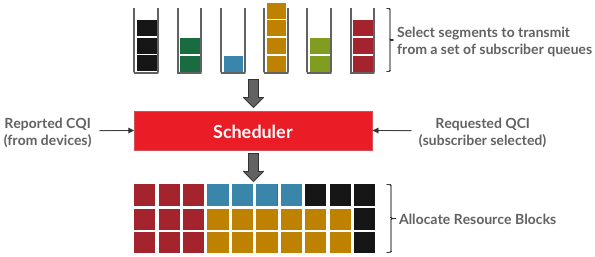 Select segments to transmit
from a set of subscriber queues
Reported CQI
(from devices)
Scheduler
Requested QCI
(subscriber selected)
Allocate Resource Blocks